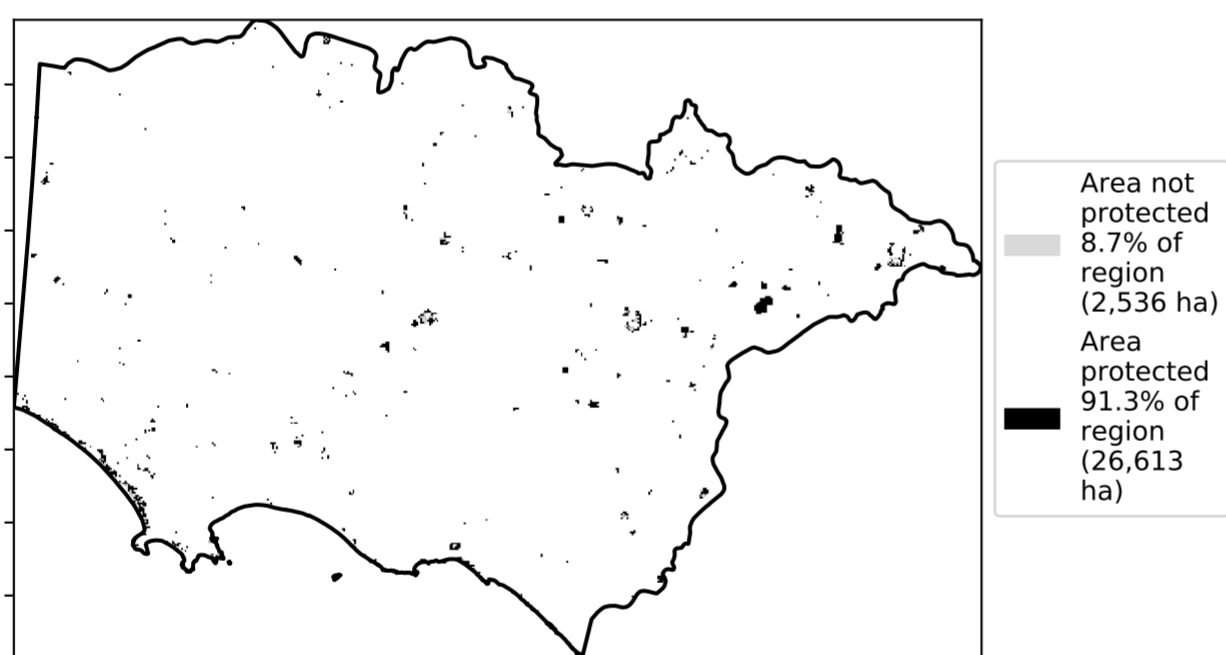 Area not
protected
8.7% of
region
(2,536 ha)
Area
protected
91.3% of
region
(26,613
ha)